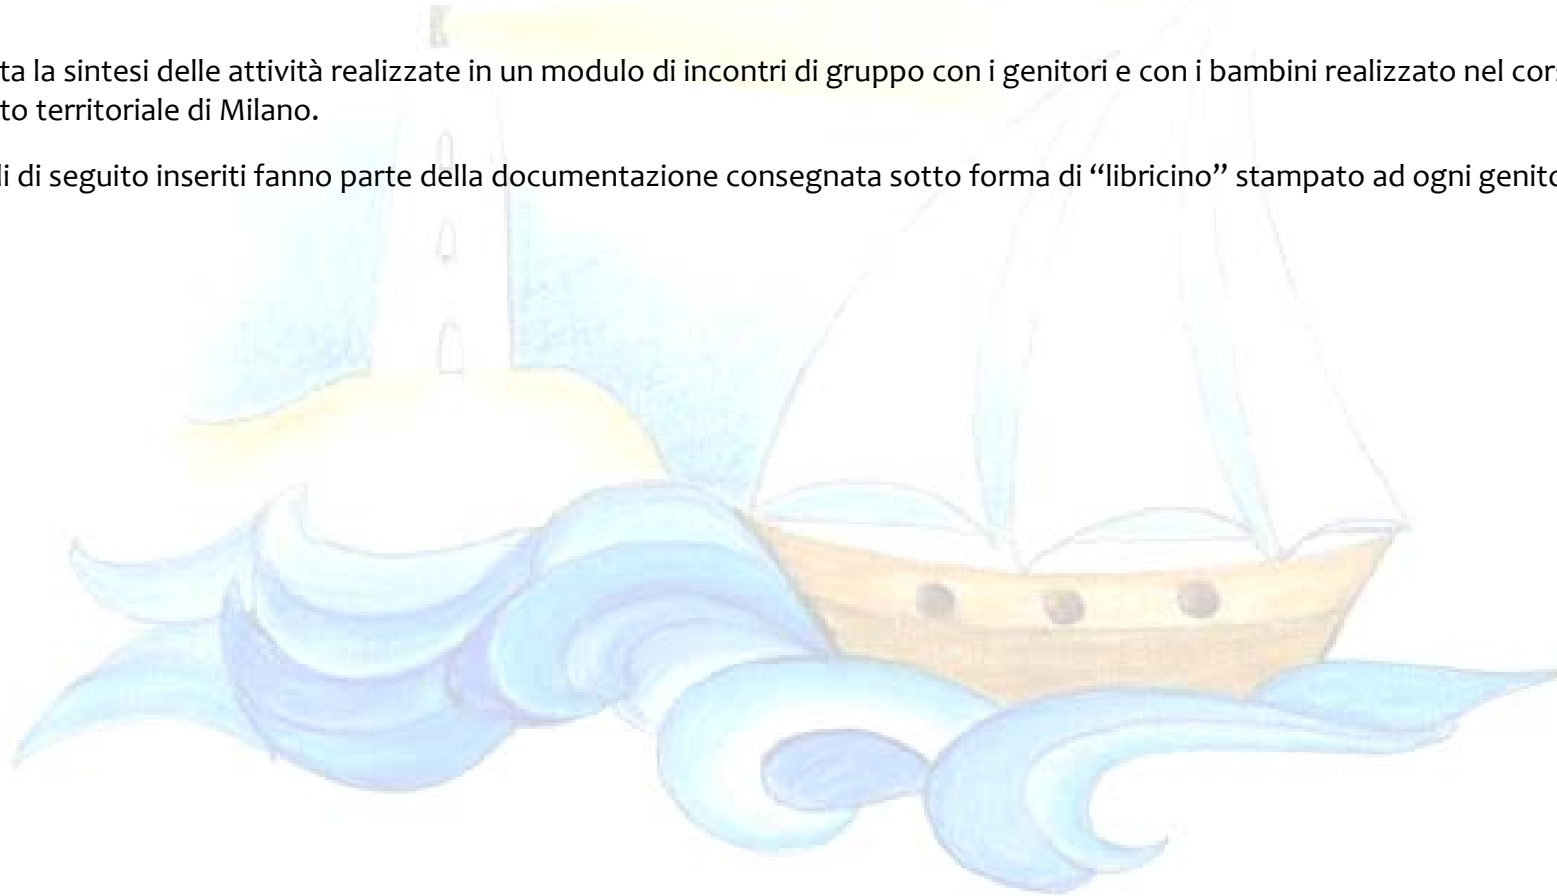 ta la sintesi delle attività realizzate in un modulo di incontri di gruppo con i genitori e con i bambini realizzato nel cors
to territoriale di Milano.
li di seguito inseriti fanno parte della documentazione consegnata sotto forma di “libricino” stampato ad ogni genito